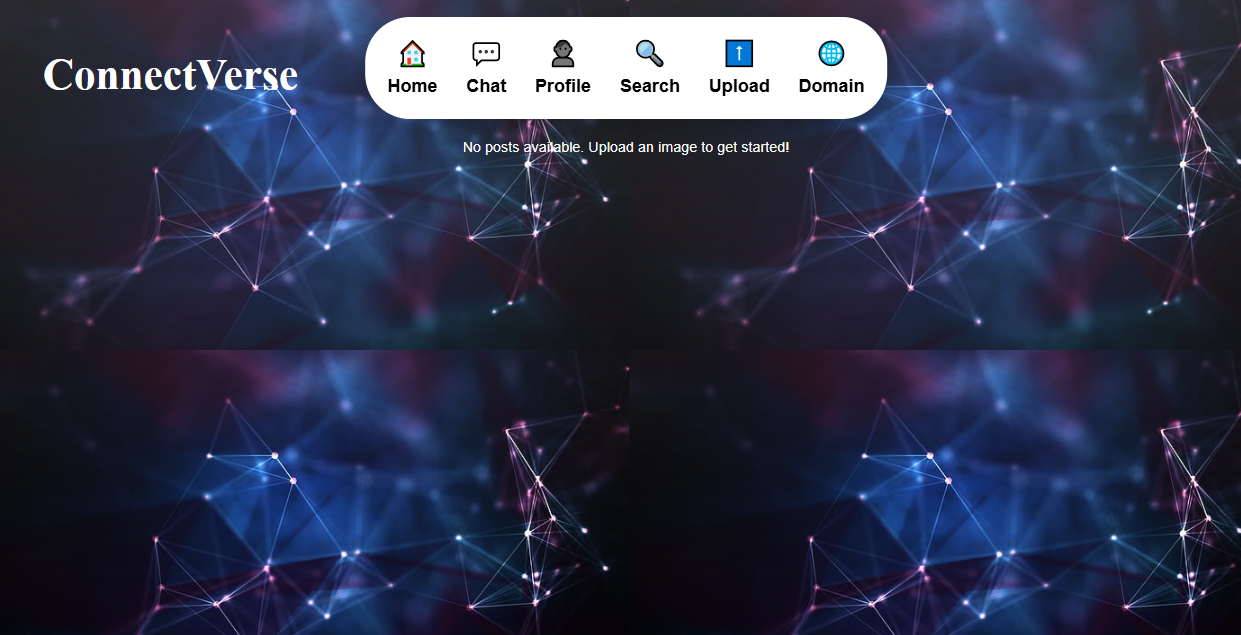 ConnectVerse
Home Chat Profile Search Upload Domain
No posts available. Upload an image to get started!